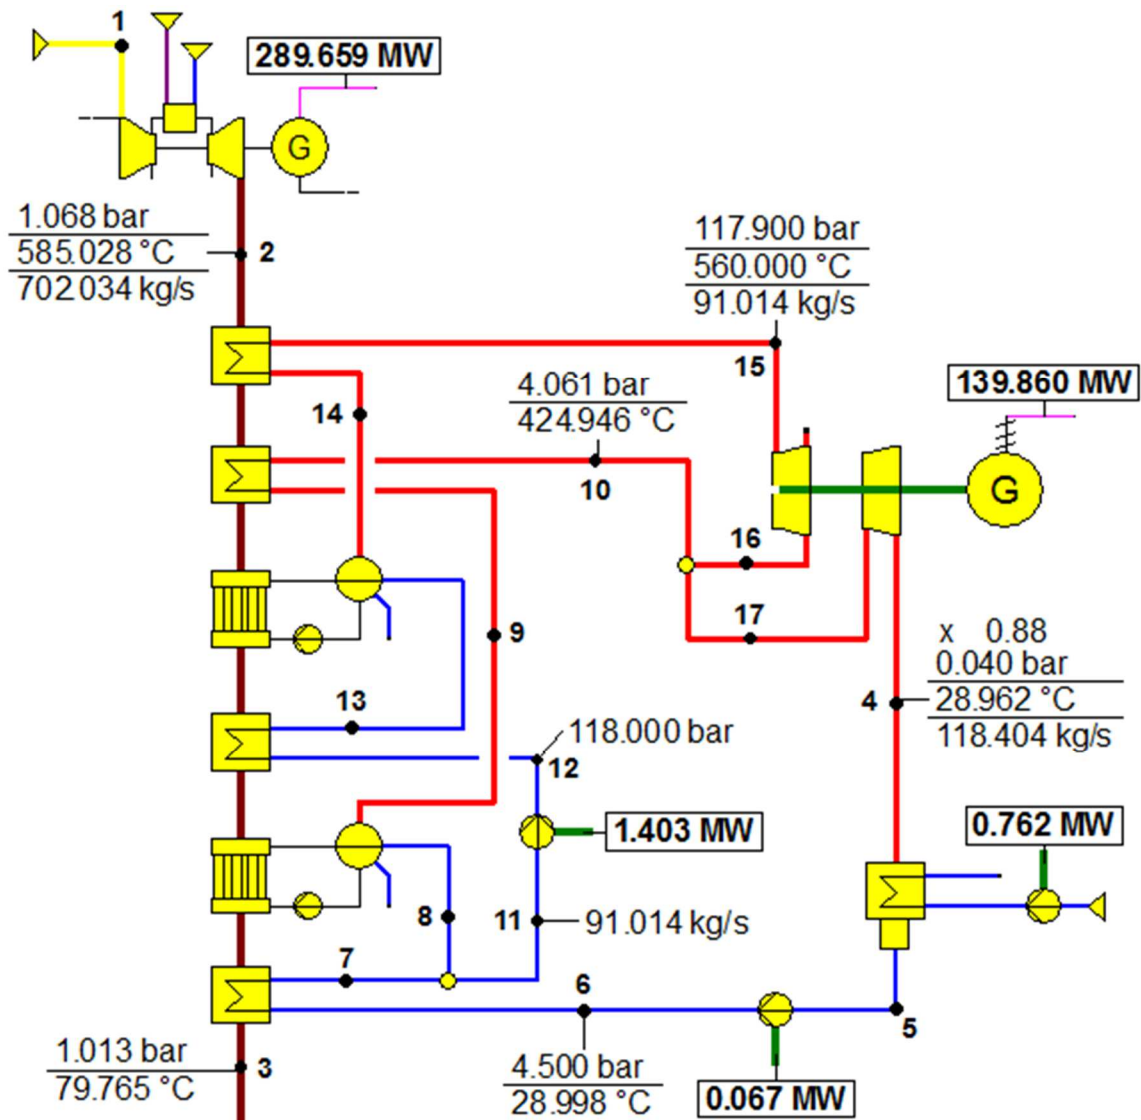 1
289.659 MW
G
1.068 bar
585.028 °C
702.034 kg/s
2
117.900 bar
560.000 °C
91.014 kg/s
15
4.061 bar
424.946 °C
139.860 MW
14
10
G
16
17
9
x 0.88
0.040 bar
28.962 °C
118.404 kg/s
4
13
118.000 bar
12
1.403 MW
0.762 MW
8
11
91.014 kg/s
7
6
5
1.013 bar
79.765 °C
3
4.500 bar
28.998 °C
0.067 MW